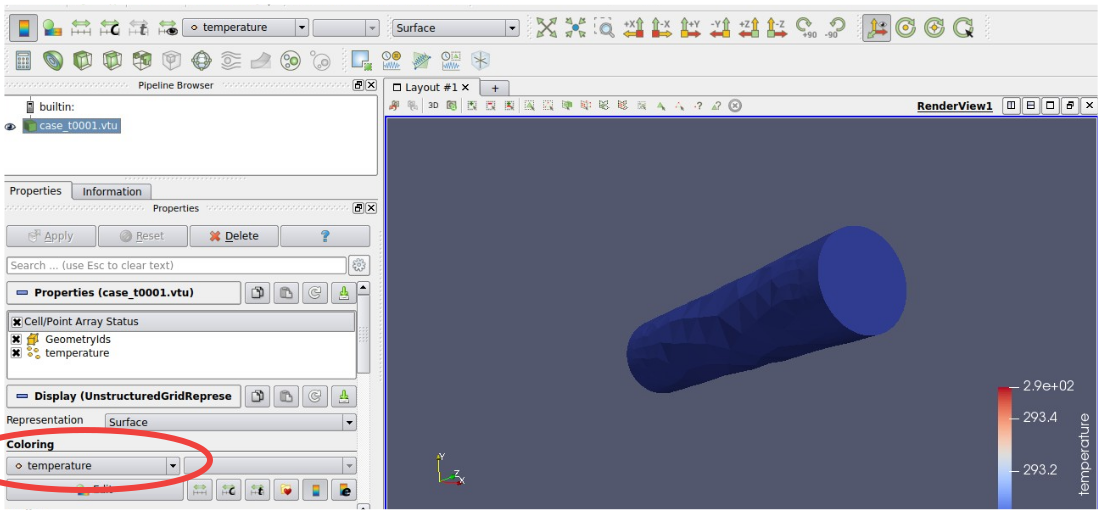 temperature
Surface
+X
-X
+Y
-Y
+Z
-Z
+90
-90
Pipeline Browser
Layout #1
+
builtin:
case_t0001.vtu
3D
RenderView1
Properties
Information
Properties
Apply
Reset
Delete
?
Search ... (use Esc to clear text)
Properties (case_t0001.vtu)
Cell/Point Array Status
GeometryIds
temperature
Display (UnstructuredGridReprese
Representation
Surface
Coloring
temperature
Edit
Y
Z
X
2.9e+02
293.4
293.2
temperature